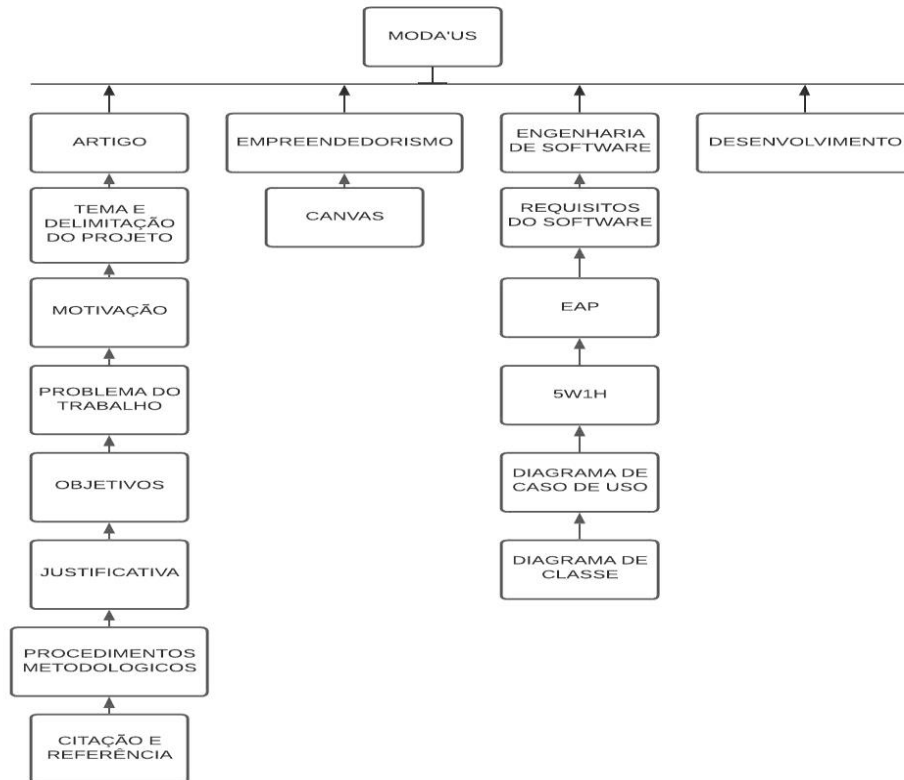 MODA'US
ARTIGO
EMPREENDEDORISMO
ENGENHARIA
DE SOFTWARE
DESENVOLVIMENTO
TEMA E
DELIMITAÇÃO
DO PROJETO
CANVAS
REQUISITOS
DO SOFTWARE
MOTIVAÇÃO
EAP
PROBLEMA DO
TRABALHO
5W1H
OBJETIVOS
DIAGRAMA DE
CASO DE USO
JUSTIFICATIVA
DIAGRAMA DE
CLASSE
PROCEDIMENTOS
METODOLOGICOS
CITAÇÃO E
REFERÊNCIA